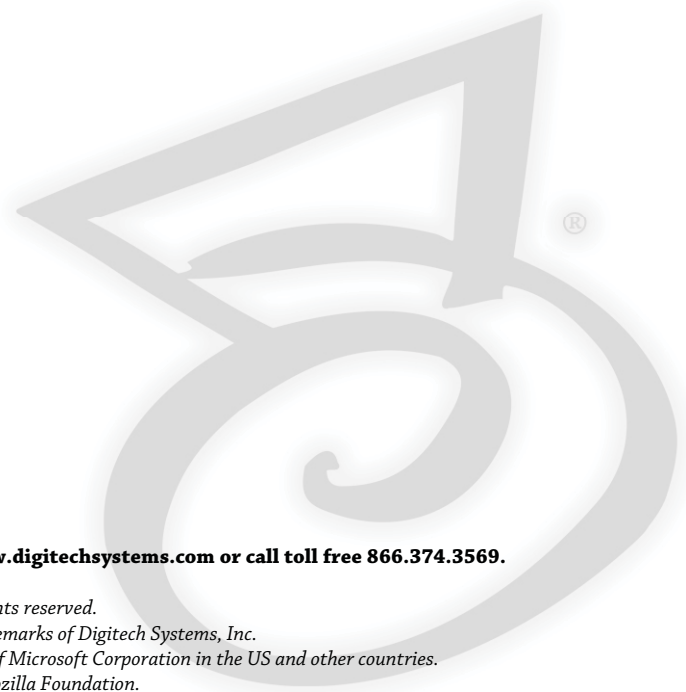 ®
w.digitechsystems.com or call toll free 866.374.3569.
nts reserved.
emarks of Digitech Systems, Inc.
f Microsoft Corporation in the US and other countries.
ozilla Foundation.